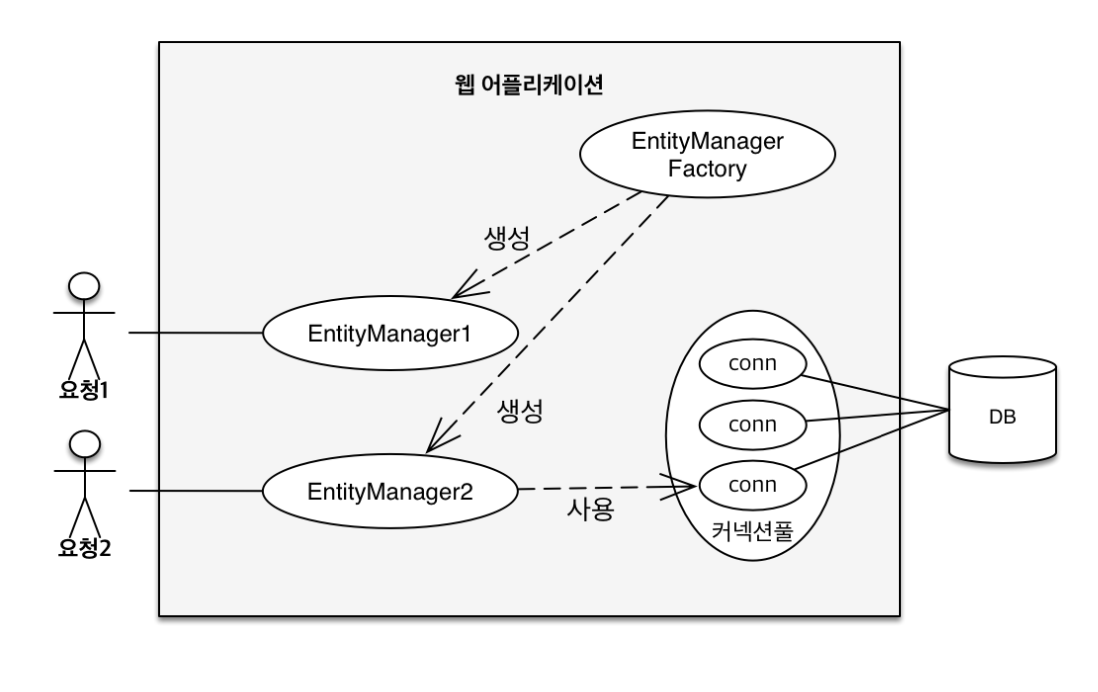 웹 어플리케이션
EntityManager
Factory
생성
EntityManager1
요청1
생성
conn
conn
conn
커넥션풀
DB
EntityManager2
사용
요청2